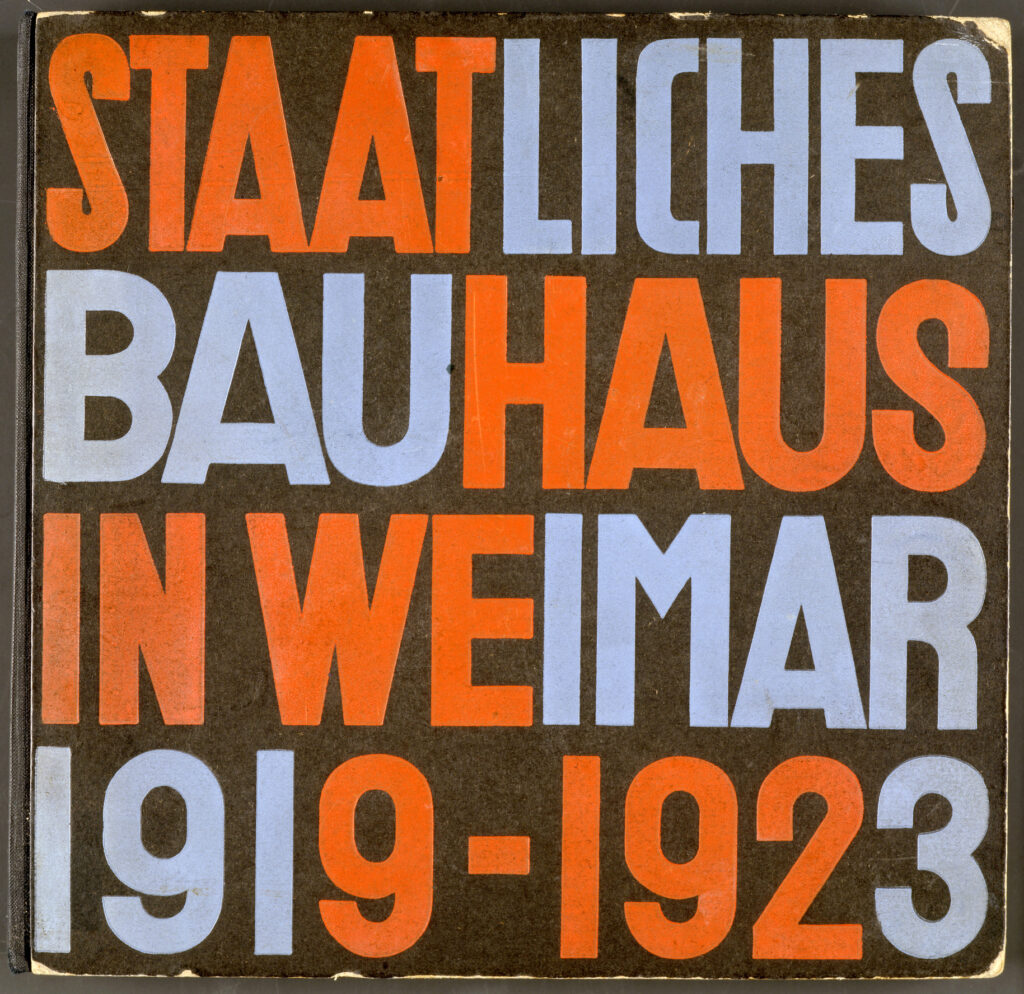 STAATLICHES
BAUHAUS
IN WEIMAR
1919-1923